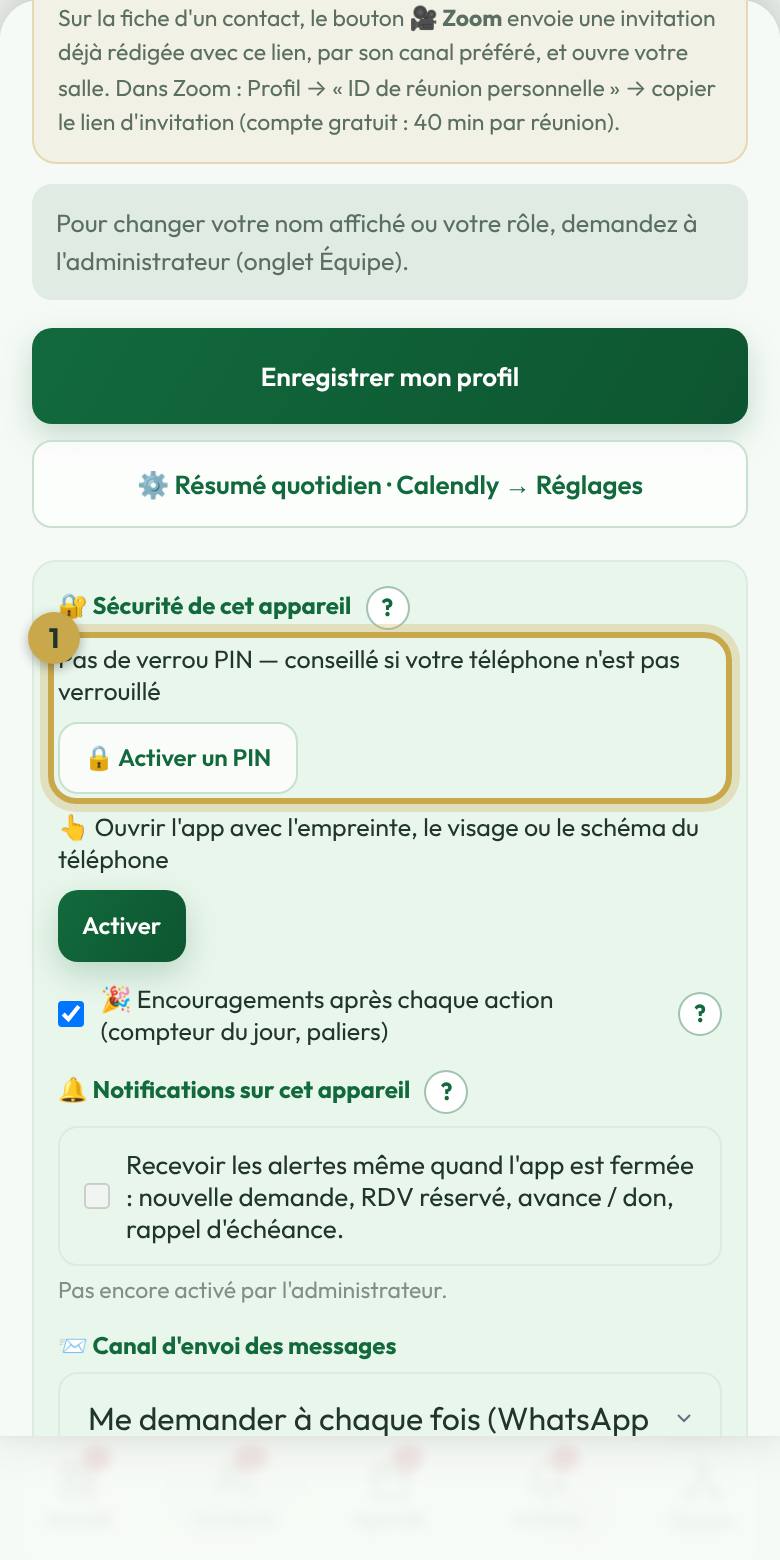 Sur la fiche d'un contact, le bouton 🎥 Zoom envoie une invitation
déjà rédigée avec ce lien, par son canal préféré, et ouvre votre
salle. Dans Zoom : Profil → « ID de réunion personnelle » → copier
le lien d'invitation (compte gratuit : 40 min par réunion).
Pour changer votre nom affiché ou votre rôle, demandez à
l'administrateur (onglet Équipe).
Enregistrer mon profil
⚙️ Résumé quotidien · Calendly → Réglages
🔐 Sécurité de cet appareil ?
1
Pas de verrou PIN — conseillé si votre téléphone n'est pas
verrouillé
🔒 Activer un PIN
👆 Ouvrir l'app avec l'empreinte, le visage ou le schéma du
téléphone
Activer
🎉 Encouragements après chaque action
(compteur du jour, paliers)
?
🔔 Notifications sur cet appareil ?
Recevoir les alertes même quand l'app est fermée
: nouvelle demande, RDV réservé, avance / don,
rappel d'échéance.
Pas encore activé par l'administrateur.
📨 Canal d'envoi des messages
Me demander à chaque fois (WhatsApp